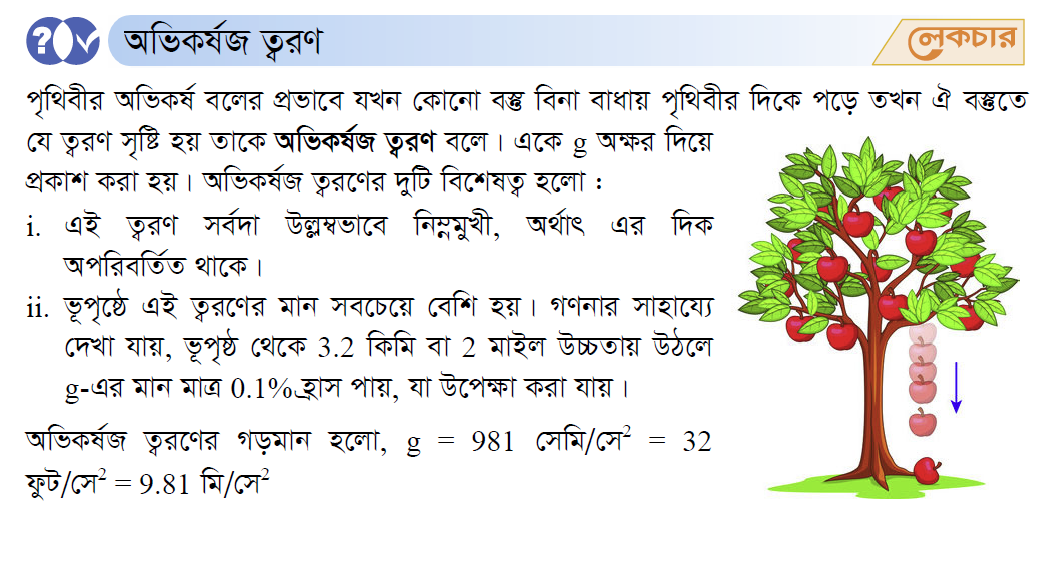 অভিকর্ষজ ত্বরণ
লেকচার
পৃথিবীর অভিকর্ষ বলের প্রভাবে যখন কোনো বস্তু বিনা বাধায় পৃথিবীর দিকে পড়ে তখন ঐ বস্তুতে
যে ত্বরণ সৃষ্টি হয় তাকে অভিকর্ষজ ত্বরণ বলে। একে g অক্ষর দিয়ে
প্রকাশ করা হয়। অভিকর্ষজ ত্বরণের দুটি বিশেষত্ব হলো :
i. এই ত্বরণ সর্বদা উল্লম্বভাবে নিম্নমুখী, অর্থাৎ এর দিক
অপরিবর্তিত থাকে।
ii. ভূপৃষ্ঠে এই ত্বরণের মান সবচেয়ে বেশি হয়। গণনার সাহায্যে
দেখা যায়, ভূপৃষ্ঠ থেকে 3.2 কিমি বা 2 মাইল উচ্চতায় উঠলে
g-এর মান মাত্র 0.1% হ্রাস পায়, যা উপেক্ষা করা যায়।
অভিকর্ষজ ত্বরণের গড়মান হলো, g = 981 সেমি/সে² = 32
ফুট/সে² = 9.81 মি/সে²